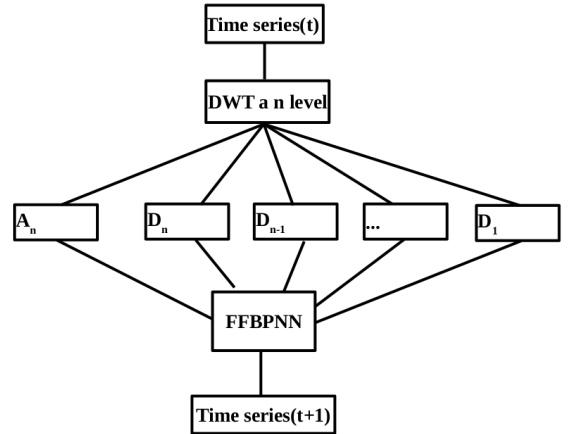 Time series(t)
DWT a n level
An
Dn
Dn-1
...
D1
FFBPNN
Time series(t+1)